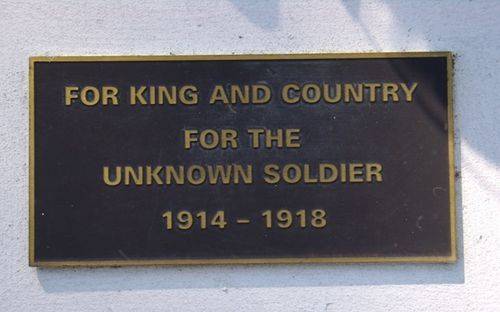 FOR KING AND COUNTRY
FOR THE
UNKNOWN SOLDIER
1914 – 1918